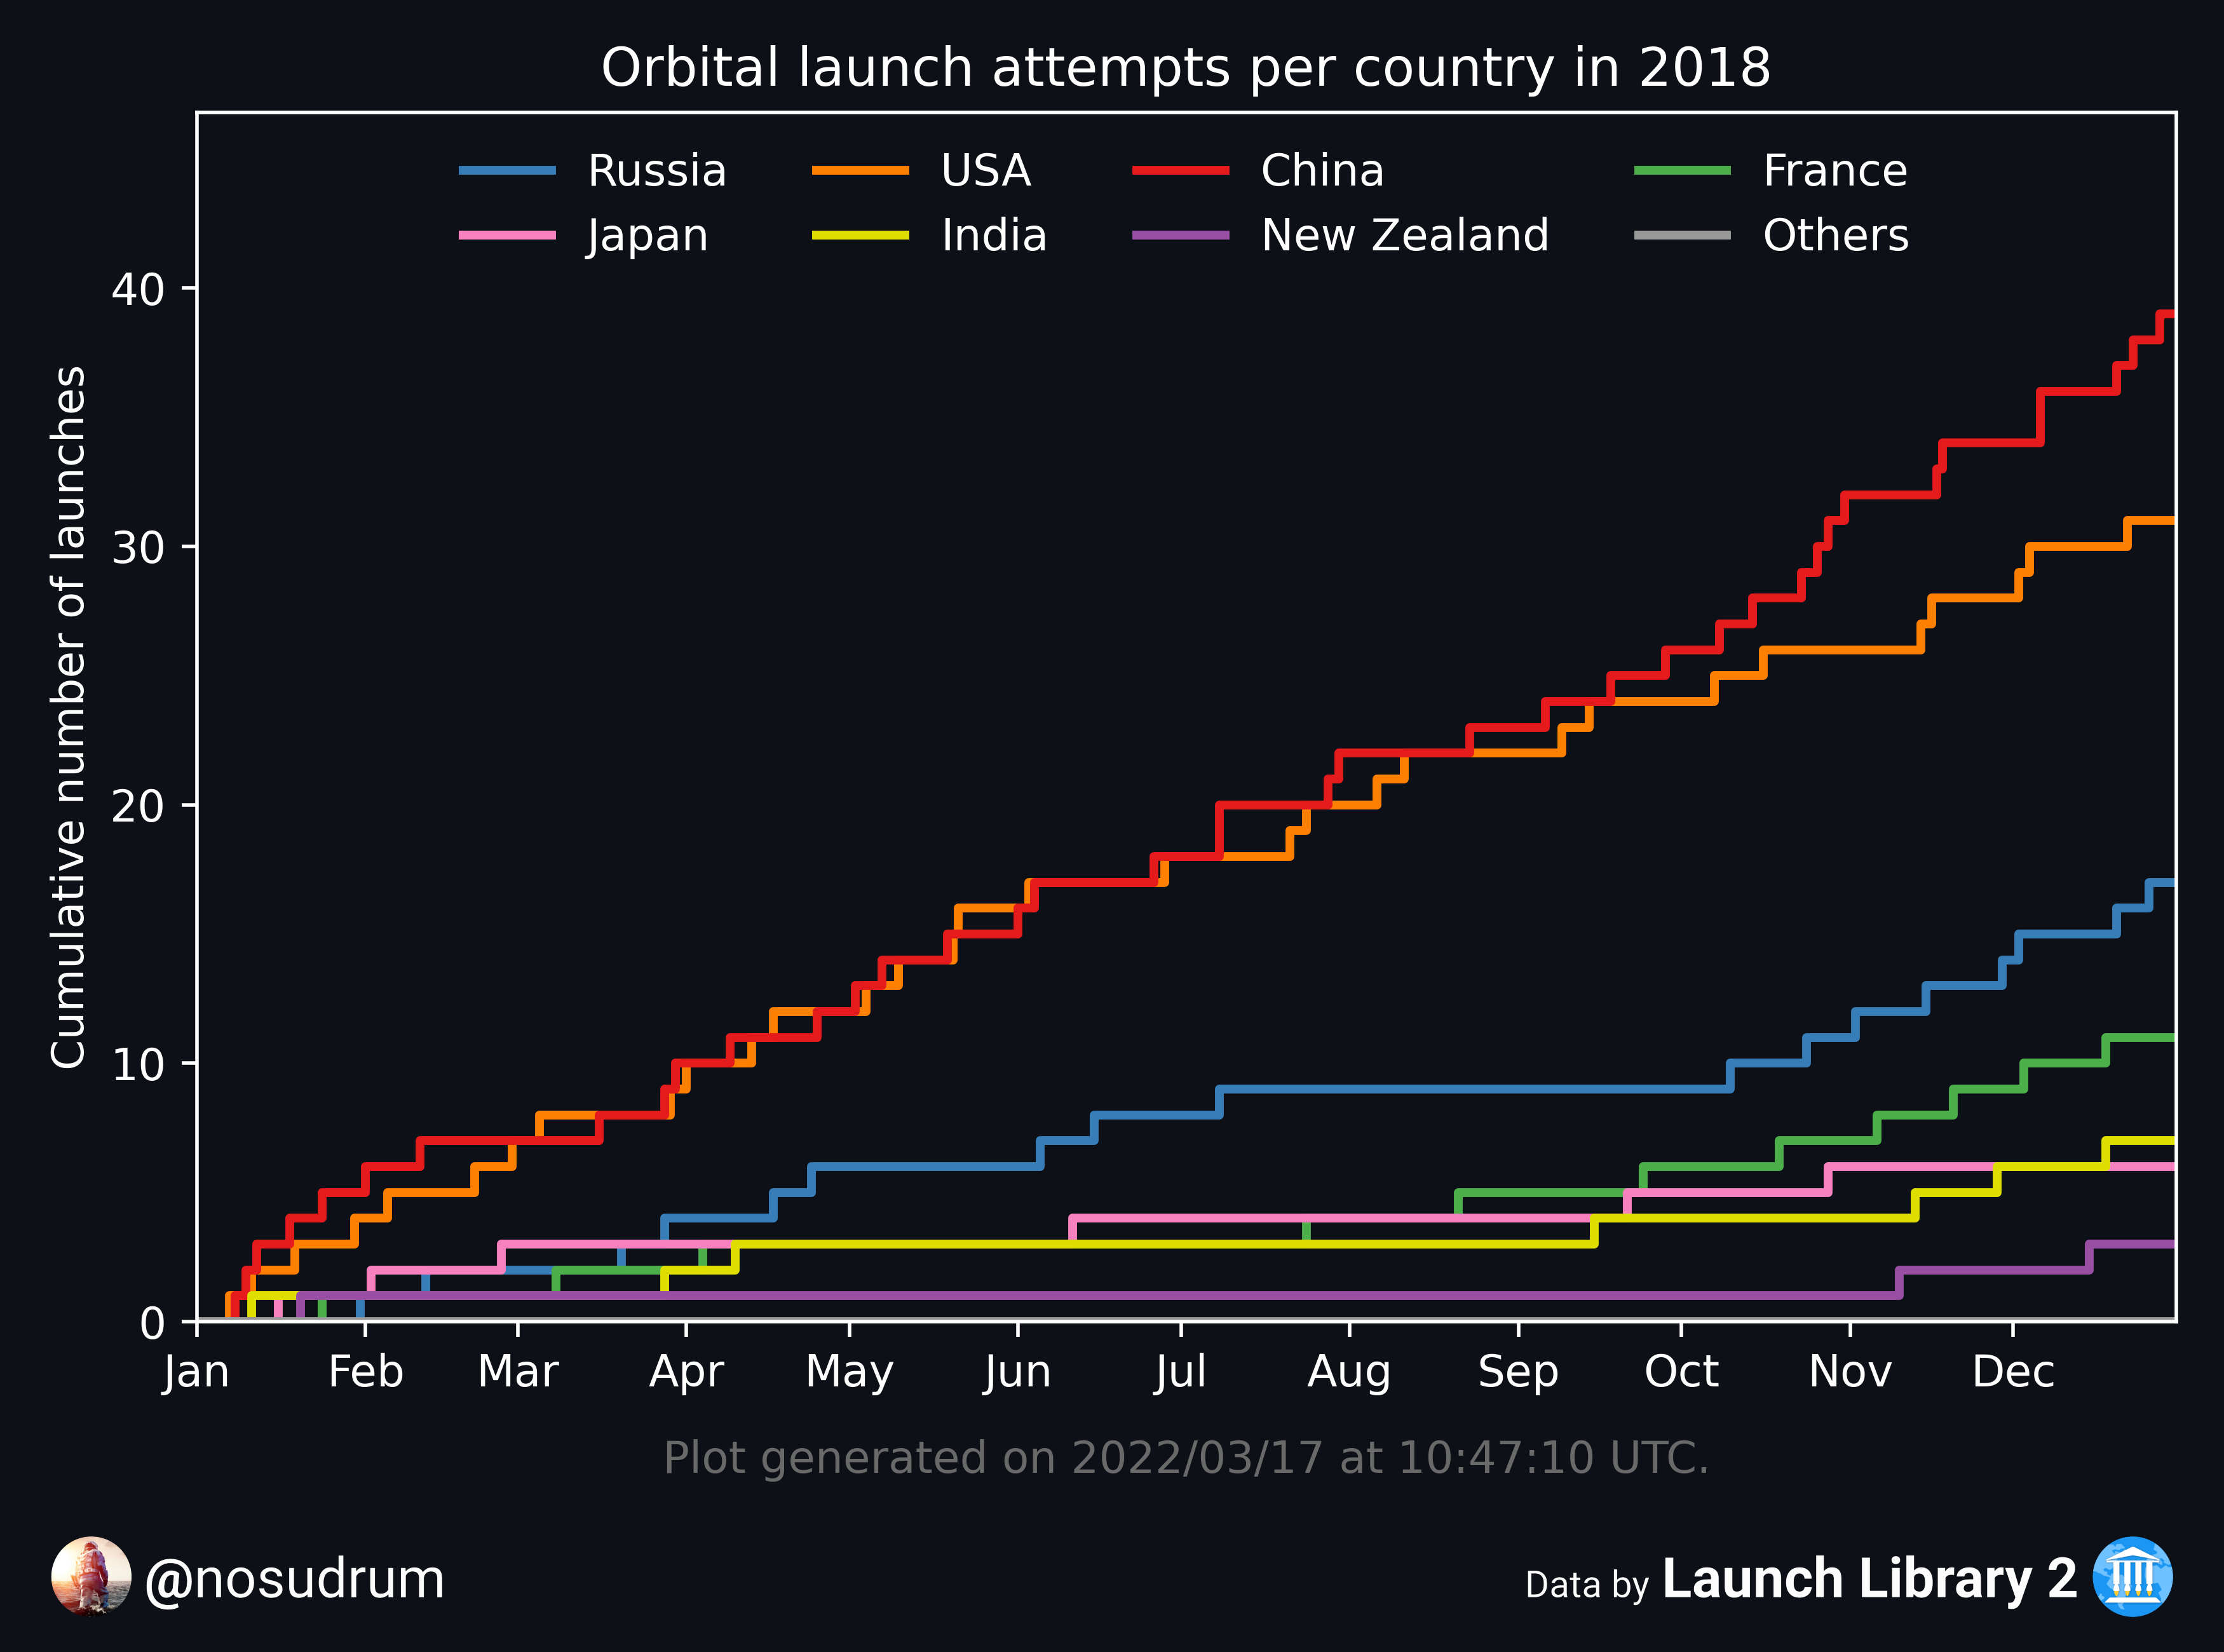 Orbital launch attempts per country in 2018
Russia USA China France
Japan India New Zealand Others
Cumulative number of launches
40
30
20
10
0
Jan Feb Mar Apr May Jun Jul Aug Sep Oct Nov Dec
Plot generated on 2022/03/17 at 10:47:10 UTC.
@nosudrum
Data by Launch Library 2